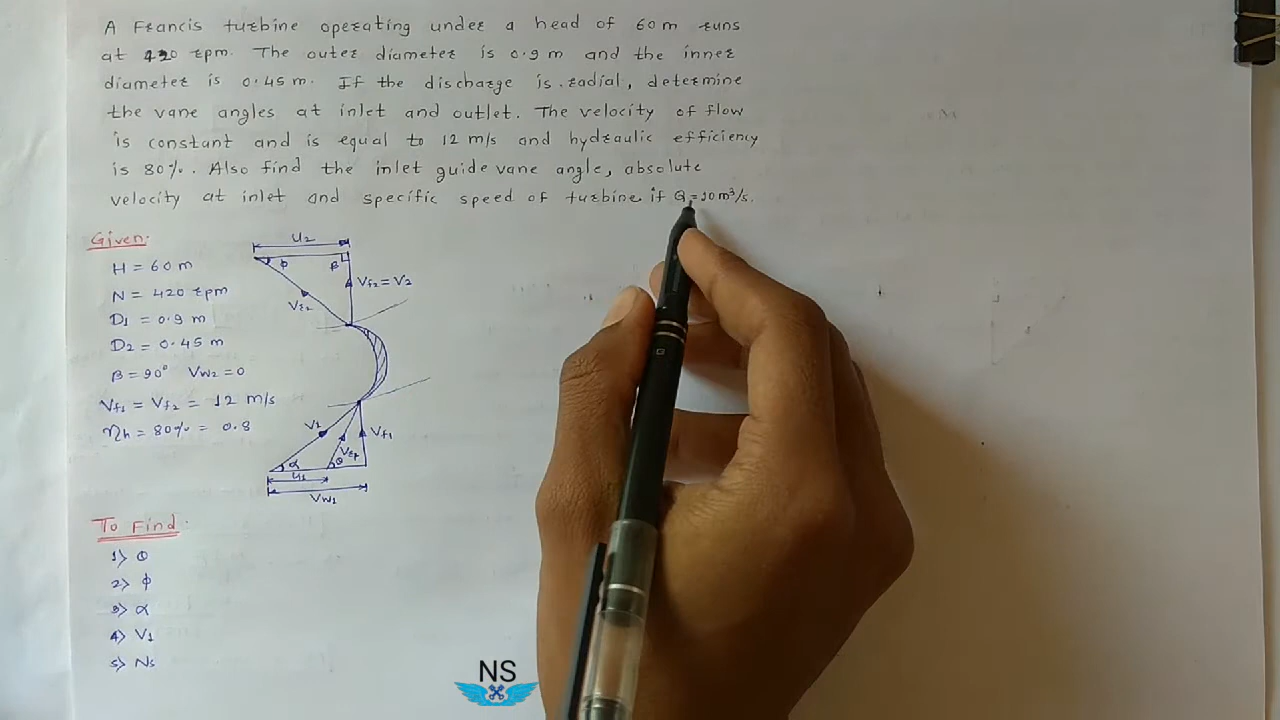 A Francis turbine operating under a head of 60 m runs
at 420 rpm. The outer diameter is 0.9 m and the inner
diameter is 0.45 m. If the discharge is radial, determine
the vane angles at inlet and outlet. The velocity of flow
is constant and is equal to 12 m/s and hydraulic efficiency
is 80%. Also find the inlet guide vane angle, absolute
velocity at inlet and specific speed of turbine if Q=10 m³/s.
Given:
H = 60 m
N = 420 rpm
D1 = 0.9 m
D2 = 0.45 m
β = 90° Vw2 = 0
Vf1 = Vf2 = 12 m/s
ηh = 80% = 0.8
u2
ϕ
β
Vf2 = V2
Vr2
V1
Vf1
Vr1
α
θ
u1
Vw1
To Find:
1> θ
2> ϕ
3> α
4> V1
5> Ns
NS